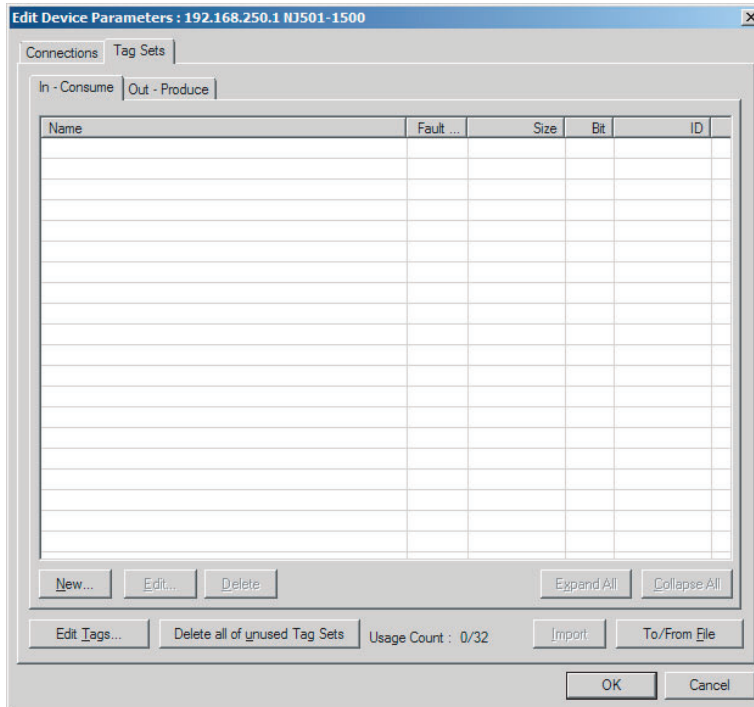 Edit Device Parameters : 192.168.250.1 NJ501-1500
Connections Tag Sets
In - Consume Out - Produce
Name Fault ... Size Bit ID
New... Edit... Delete Expand All Collapse All
Edit Tags... Delete all of unused Tag Sets Usage Count : 0/32 Import To/From File
OK Cancel